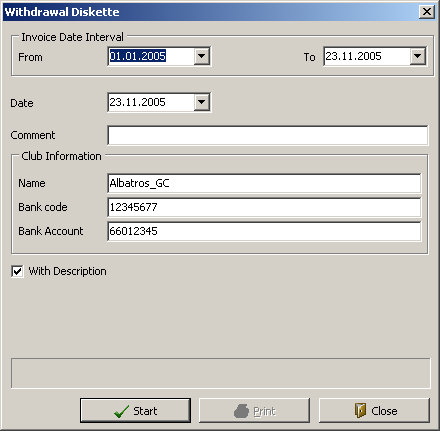 Withdrawal Diskette
Invoice Date Interval
From 01.01.2005 To 23.11.2005
Date 23.11.2005
Comment
Club Information
Name Albatros_GC
Bank code 12345677
Bank Account 66012345
With Description
Start Print Close